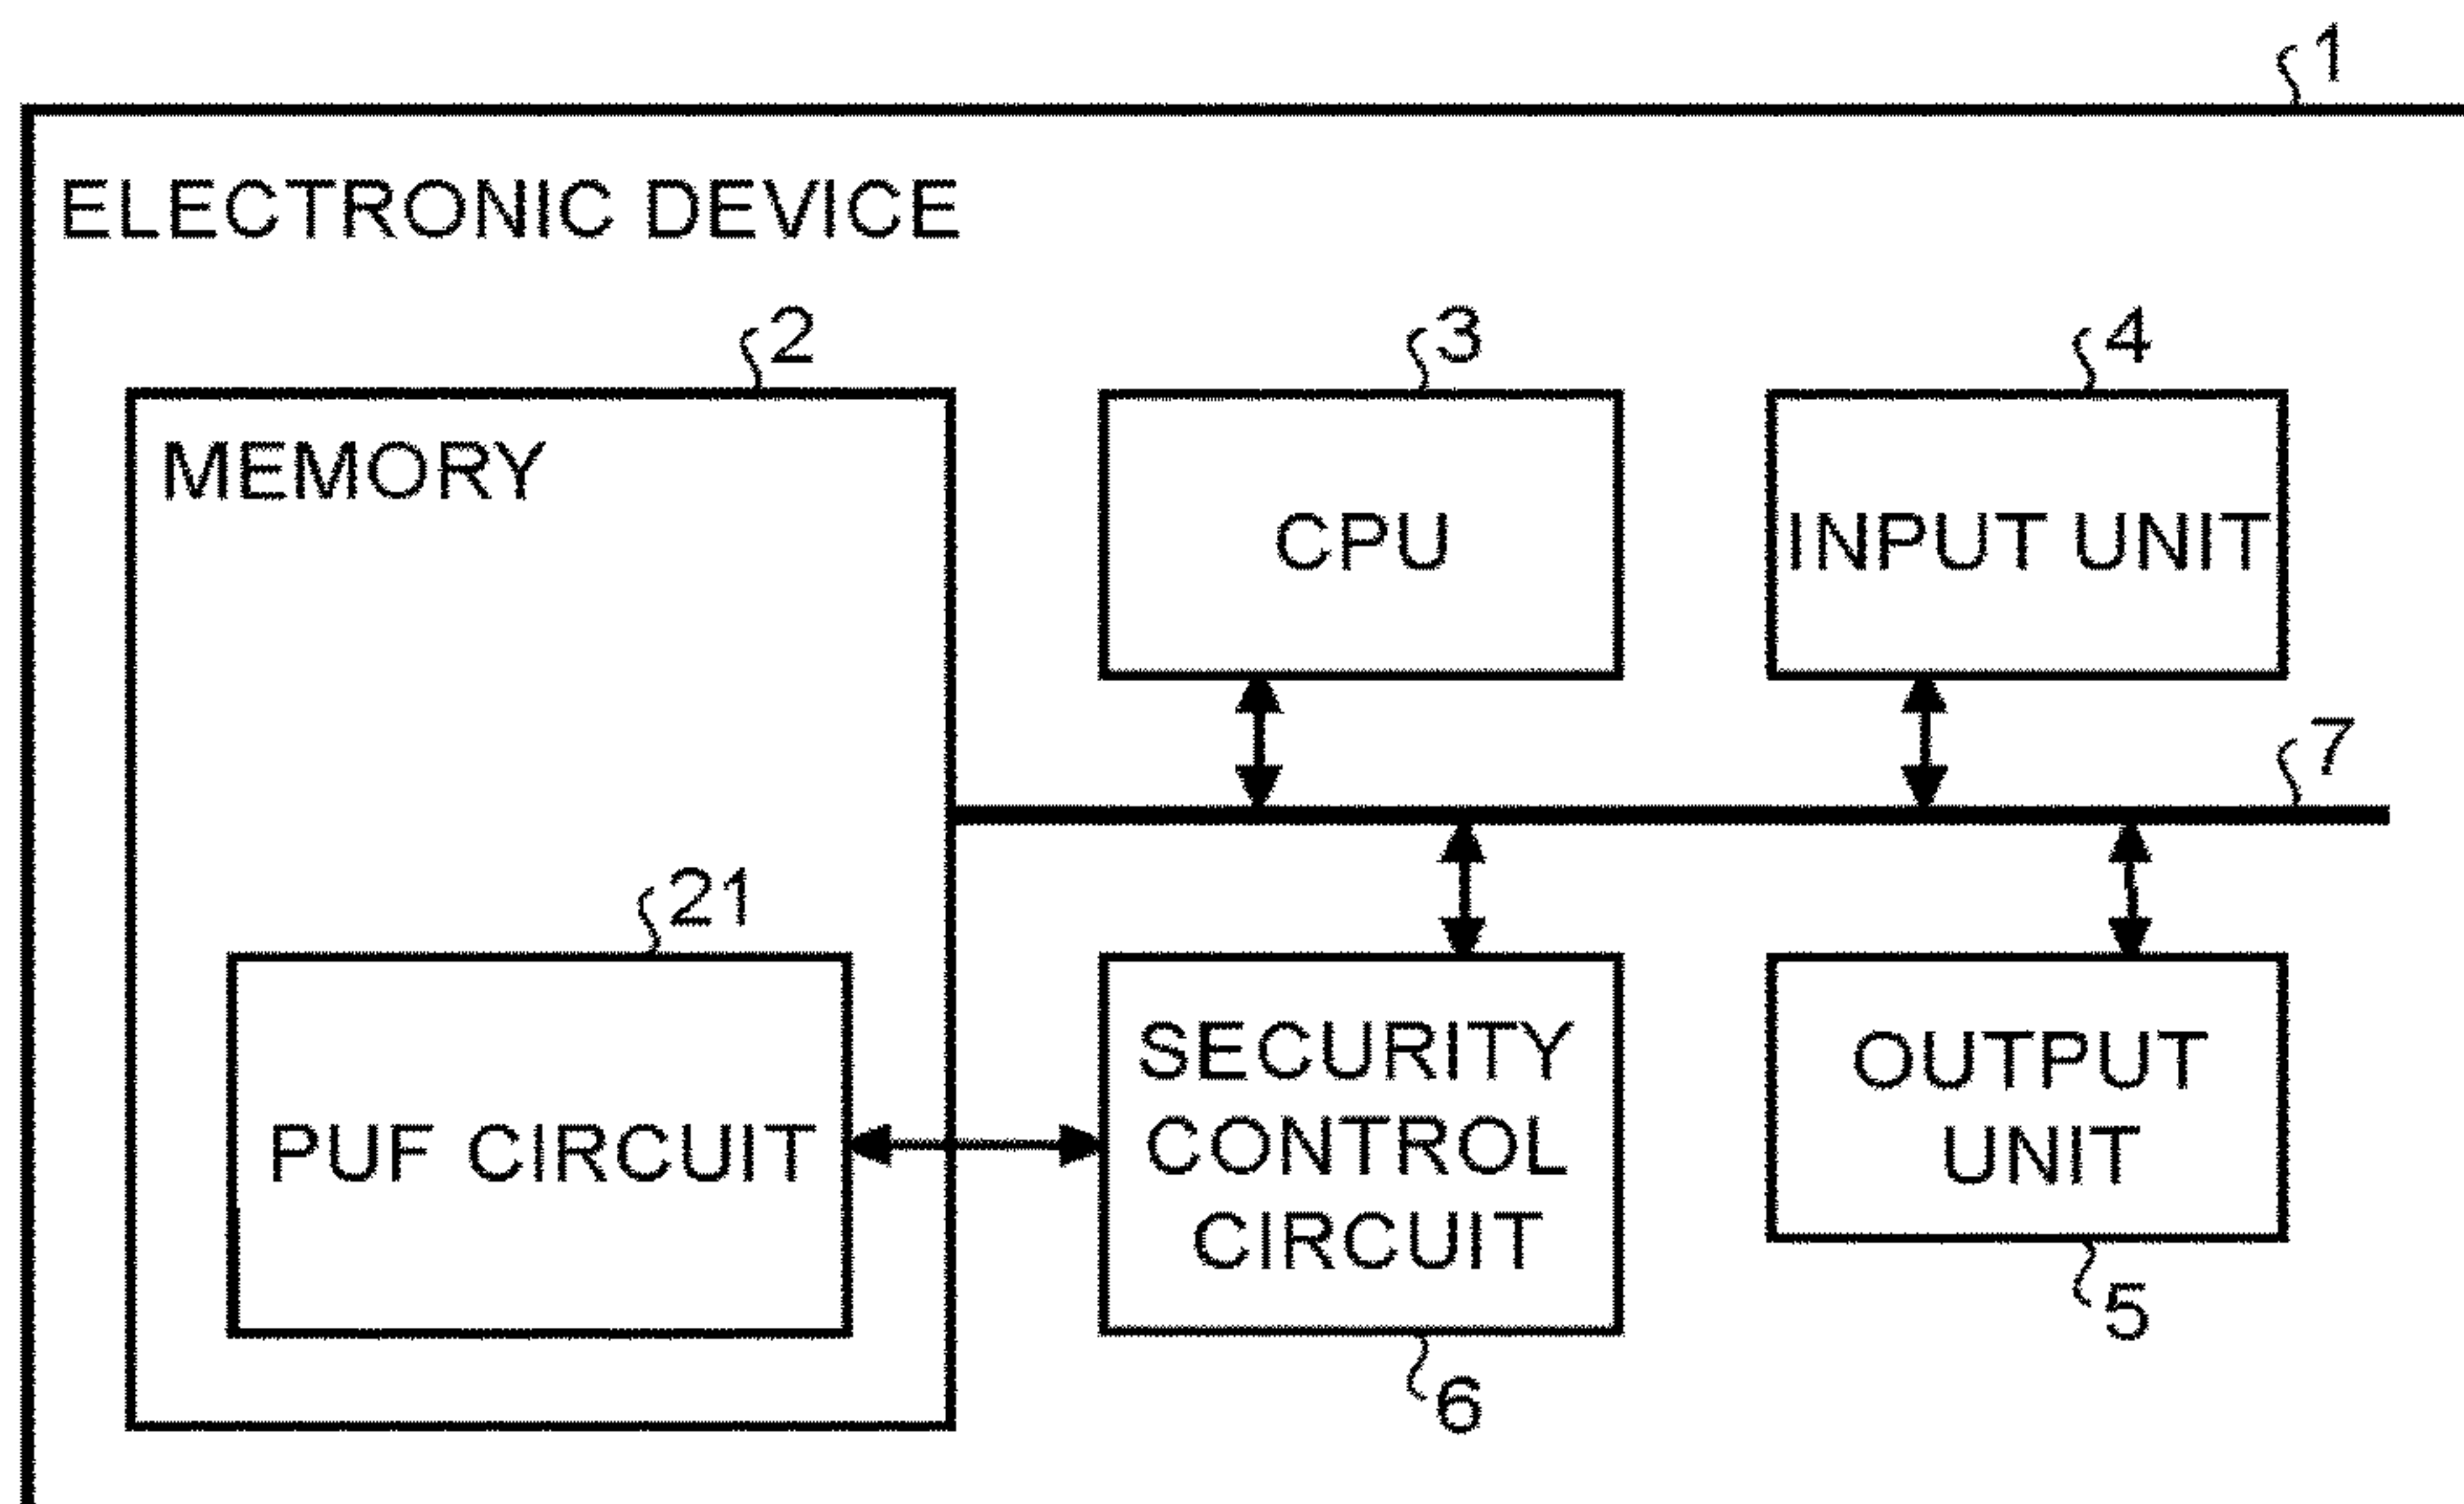 1
ELECTRONIC DEVICE
2
3
4
MEMORY
CPU
INPUT UNIT
7
21
PUF CIRCUIT
SECURITY
CONTROL
CIRCUIT
OUTPUT
UNIT
5
6